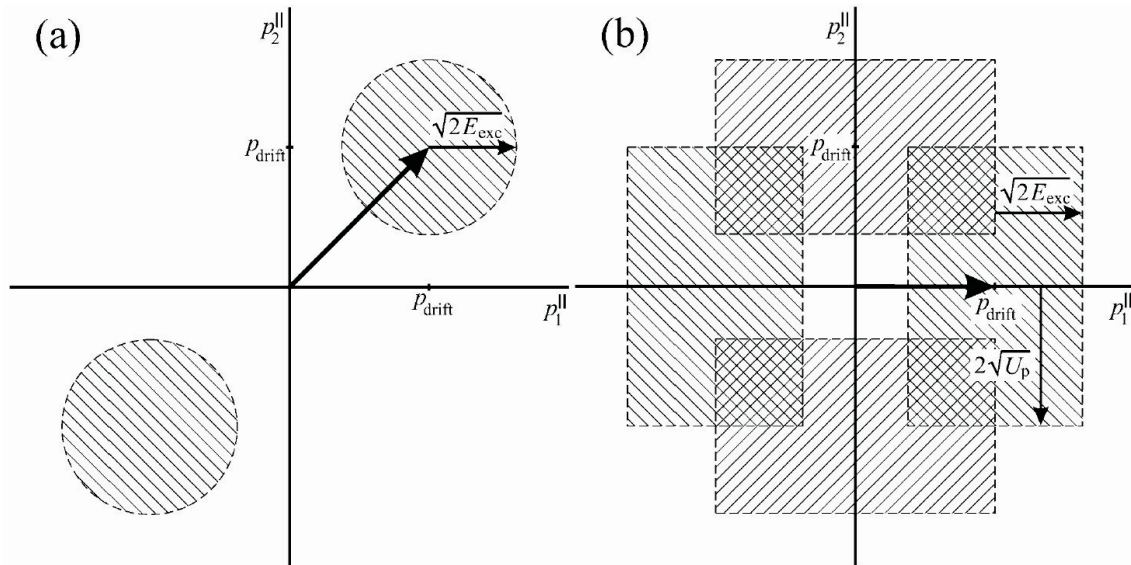 (a)
p₂^||
√2E_exc
p_drift
p_drift
p₁^||
(b)
p₂^||
p_drift
√2E_exc
p_drift
p₁^||
2√U_p